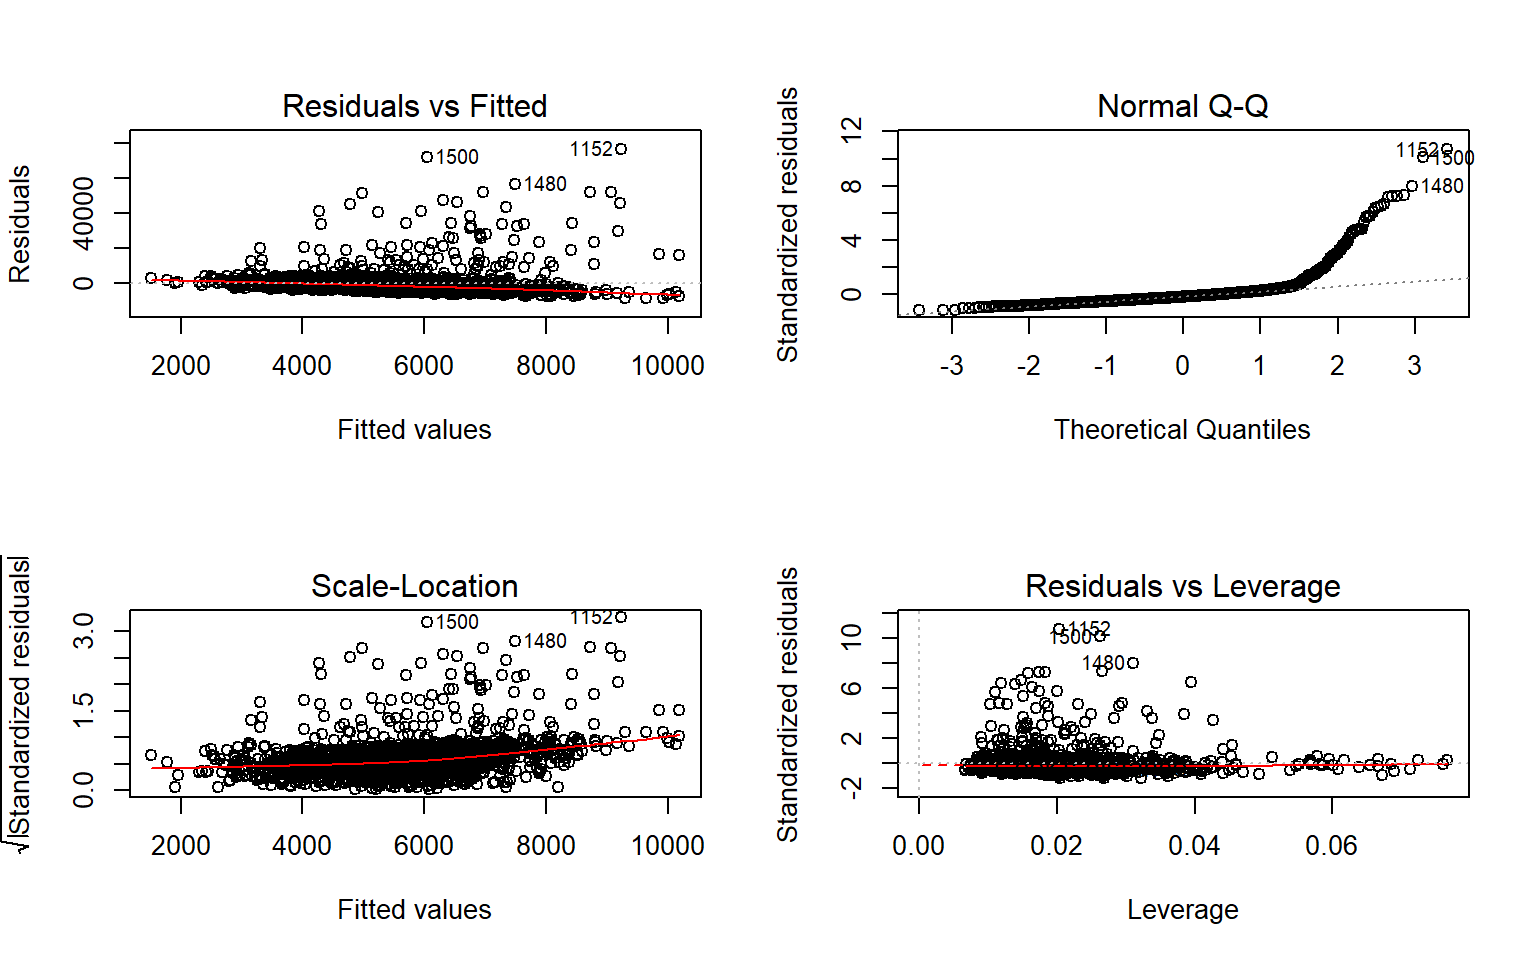 Residuals vs Fitted
Residuals
0 40000
1500
1152
1480
2000 4000 6000 8000 10000
Fitted values
Normal Q-Q
Standardized residuals
0 4 8 12
1152
1500
1480
-3 -2 -1 0 1 2 3
Theoretical Quantiles
Scale-Location
√|Standardized residuals|
0.0 1.5 3.0
1500
1152
1480
2000 4000 6000 8000 10000
Fitted values
Residuals vs Leverage
Standardized residuals
-2 2 6 10
1152
1500
1480
0.00 0.02 0.04 0.06
Leverage